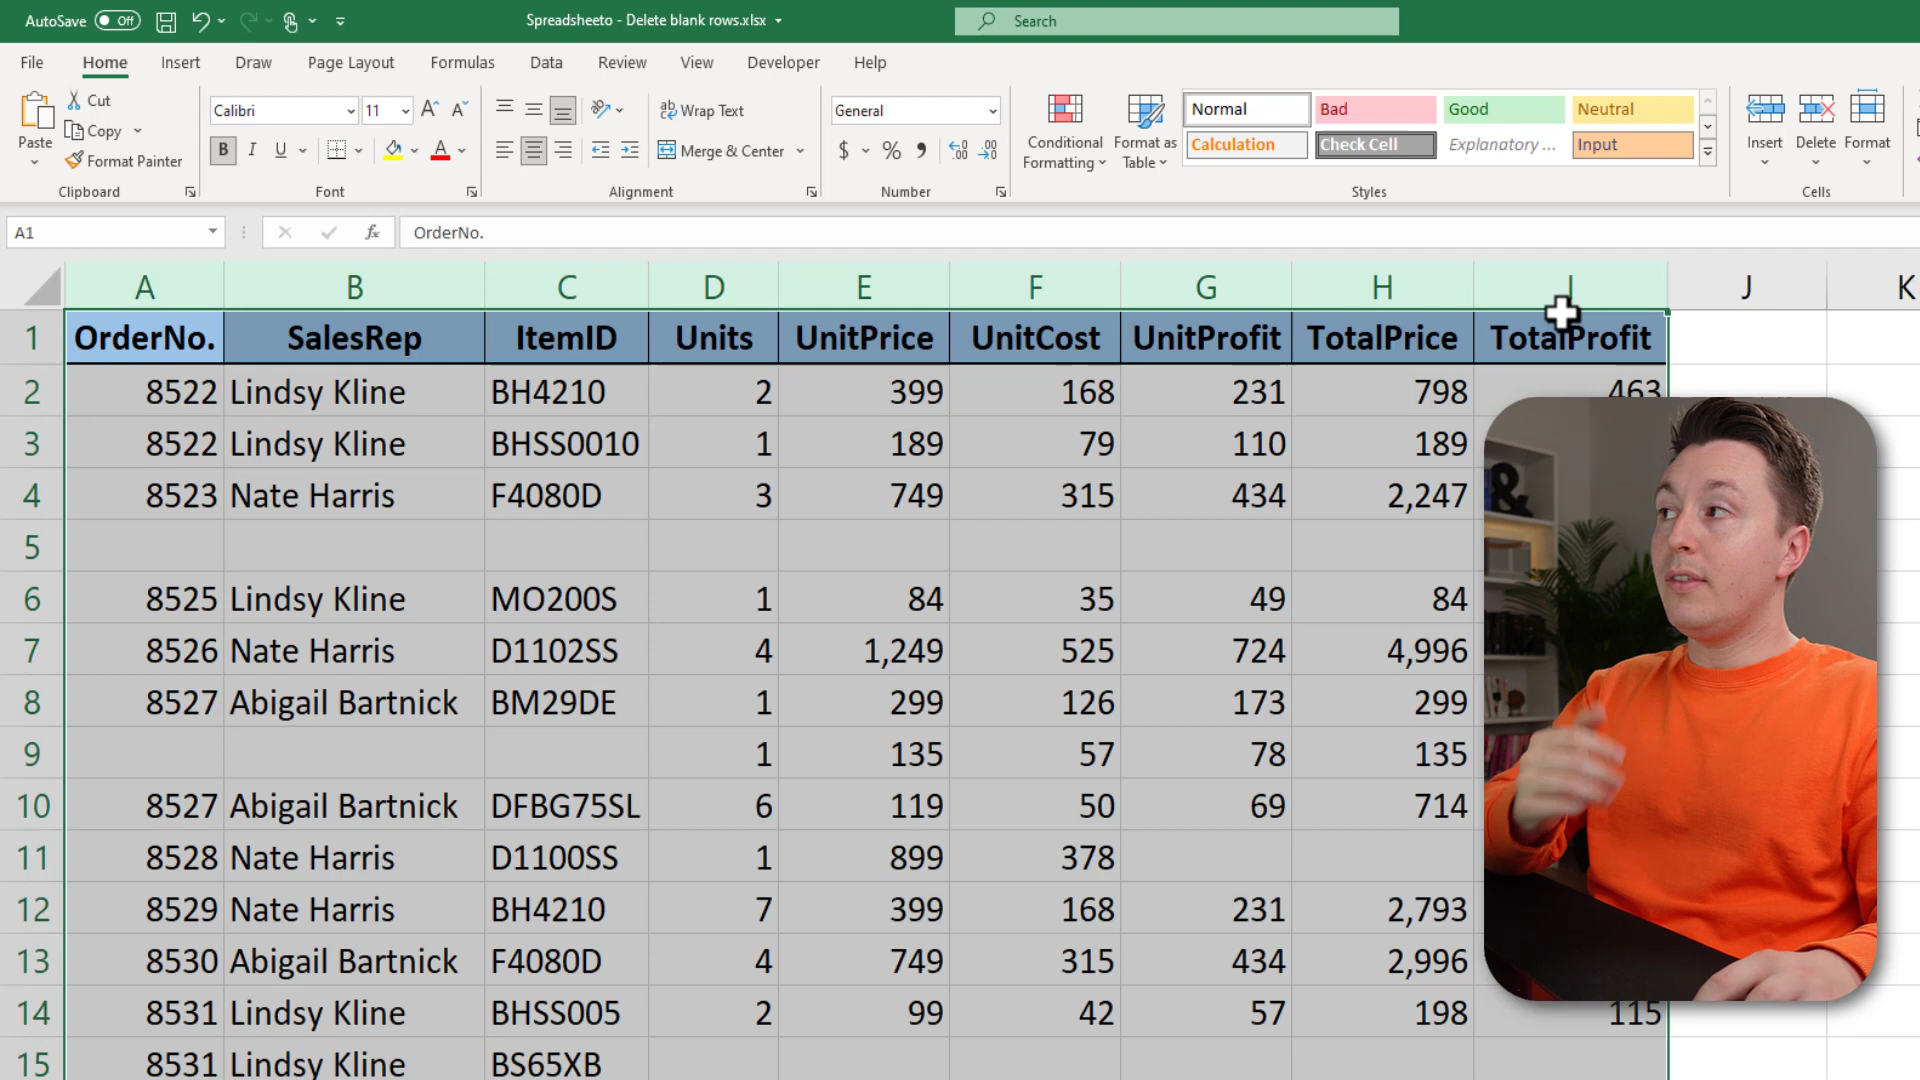 AutoSave Off Spreadsheeto - Delete blank rows.xlsx Search
File Home Insert Draw Page Layout Formulas Data Review View Developer Help
Paste Cut Copy Format Painter
Calibri 11
B I U A
Wrap Text
Merge & Center
General
$ %
Conditional Formatting
Format as Table
Normal Bad Good Neutral
Calculation Check Cell Explanatory ... Input
Insert Delete Format
Clipboard Font Alignment Number Styles Cells
A1 fx OrderNo.
A B C D E F G H I J K
1 OrderNo. SalesRep ItemID Units UnitPrice UnitCost UnitProfit TotalPrice TotalProfit
2 8522 Lindsy Kline BH4210 2 399 168 231 798 463
3 8522 Lindsy Kline BHSS0010 1 189 79 110 189
4 8523 Nate Harris F4080D 3 749 315 434 2,247
5
6 8525 Lindsy Kline MO200S 1 84 35 49 84
7 8526 Nate Harris D1102SS 4 1,249 525 724 4,996
8 8527 Abigail Bartnick BM29DE 1 299 126 173 299
9 1 135 57 78 135
10 8527 Abigail Bartnick DFBG75SL 6 119 50 69 714
11 8528 Nate Harris D1100SS 1 899 378
12 8529 Nate Harris BH4210 7 399 168 231 2,793
13 8530 Abigail Bartnick F4080D 4 749 315 434 2,996
14 8531 Lindsy Kline BHSS005 2 99 42 57 198 115
15 8531 Lindsy Kline BS65XB
&